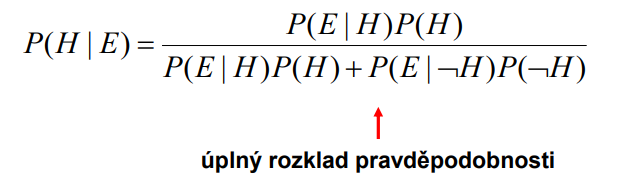 P(H | E) = P(E | H)P(H) / P(E | H)P(H) + P(E | ¬H)P(¬H)
úplný rozklad pravděpodobnosti